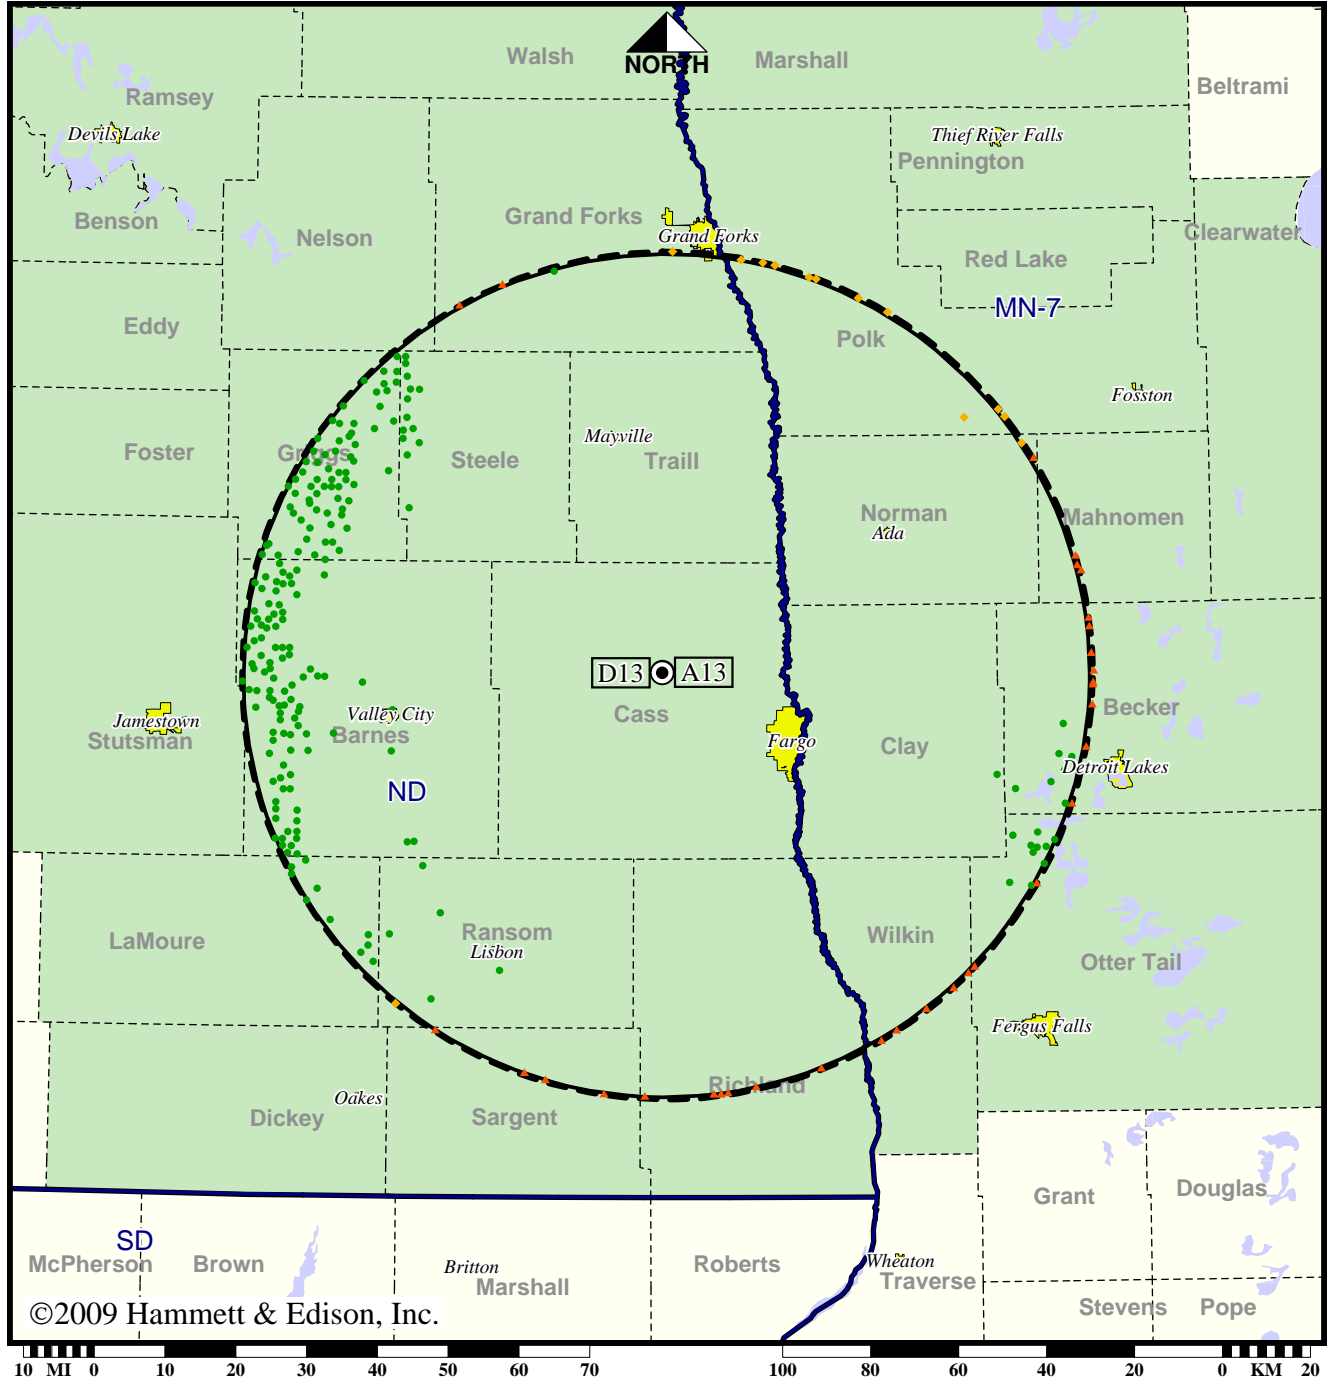 Walsh
NORTH
Marshall
Beltrami
Ramsey
Devils Lake
Thief River Falls
Pennington
Benson
Nelson
Grand Forks
Grand Forks
Clearwater
Red Lake
MN-7
Eddy
Polk
Fosston
Foster
Griggs
Steele
Mayville
Traill
Norman
Ada
Mahnomen
D13
A13
Jamestown
Stutsman
Valley City
Barnes
Cass
Fargo
Clay
Becker
Detroit Lakes
ND
LaMoure
Ransom
Lisbon
Wilkin
Otter Tail
Fergus Falls
Oakes
Dickey
Sargent
Richland
Grant
Douglas
SD
McPherson
Brown
Britton
Marshall
Roberts
Wheaton
Traverse
Stevens
Pope
©2009 Hammett & Edison, Inc.
10 MI 0 10 20 30 40 50 60 70 100 80 60 40 20 0 KM 20